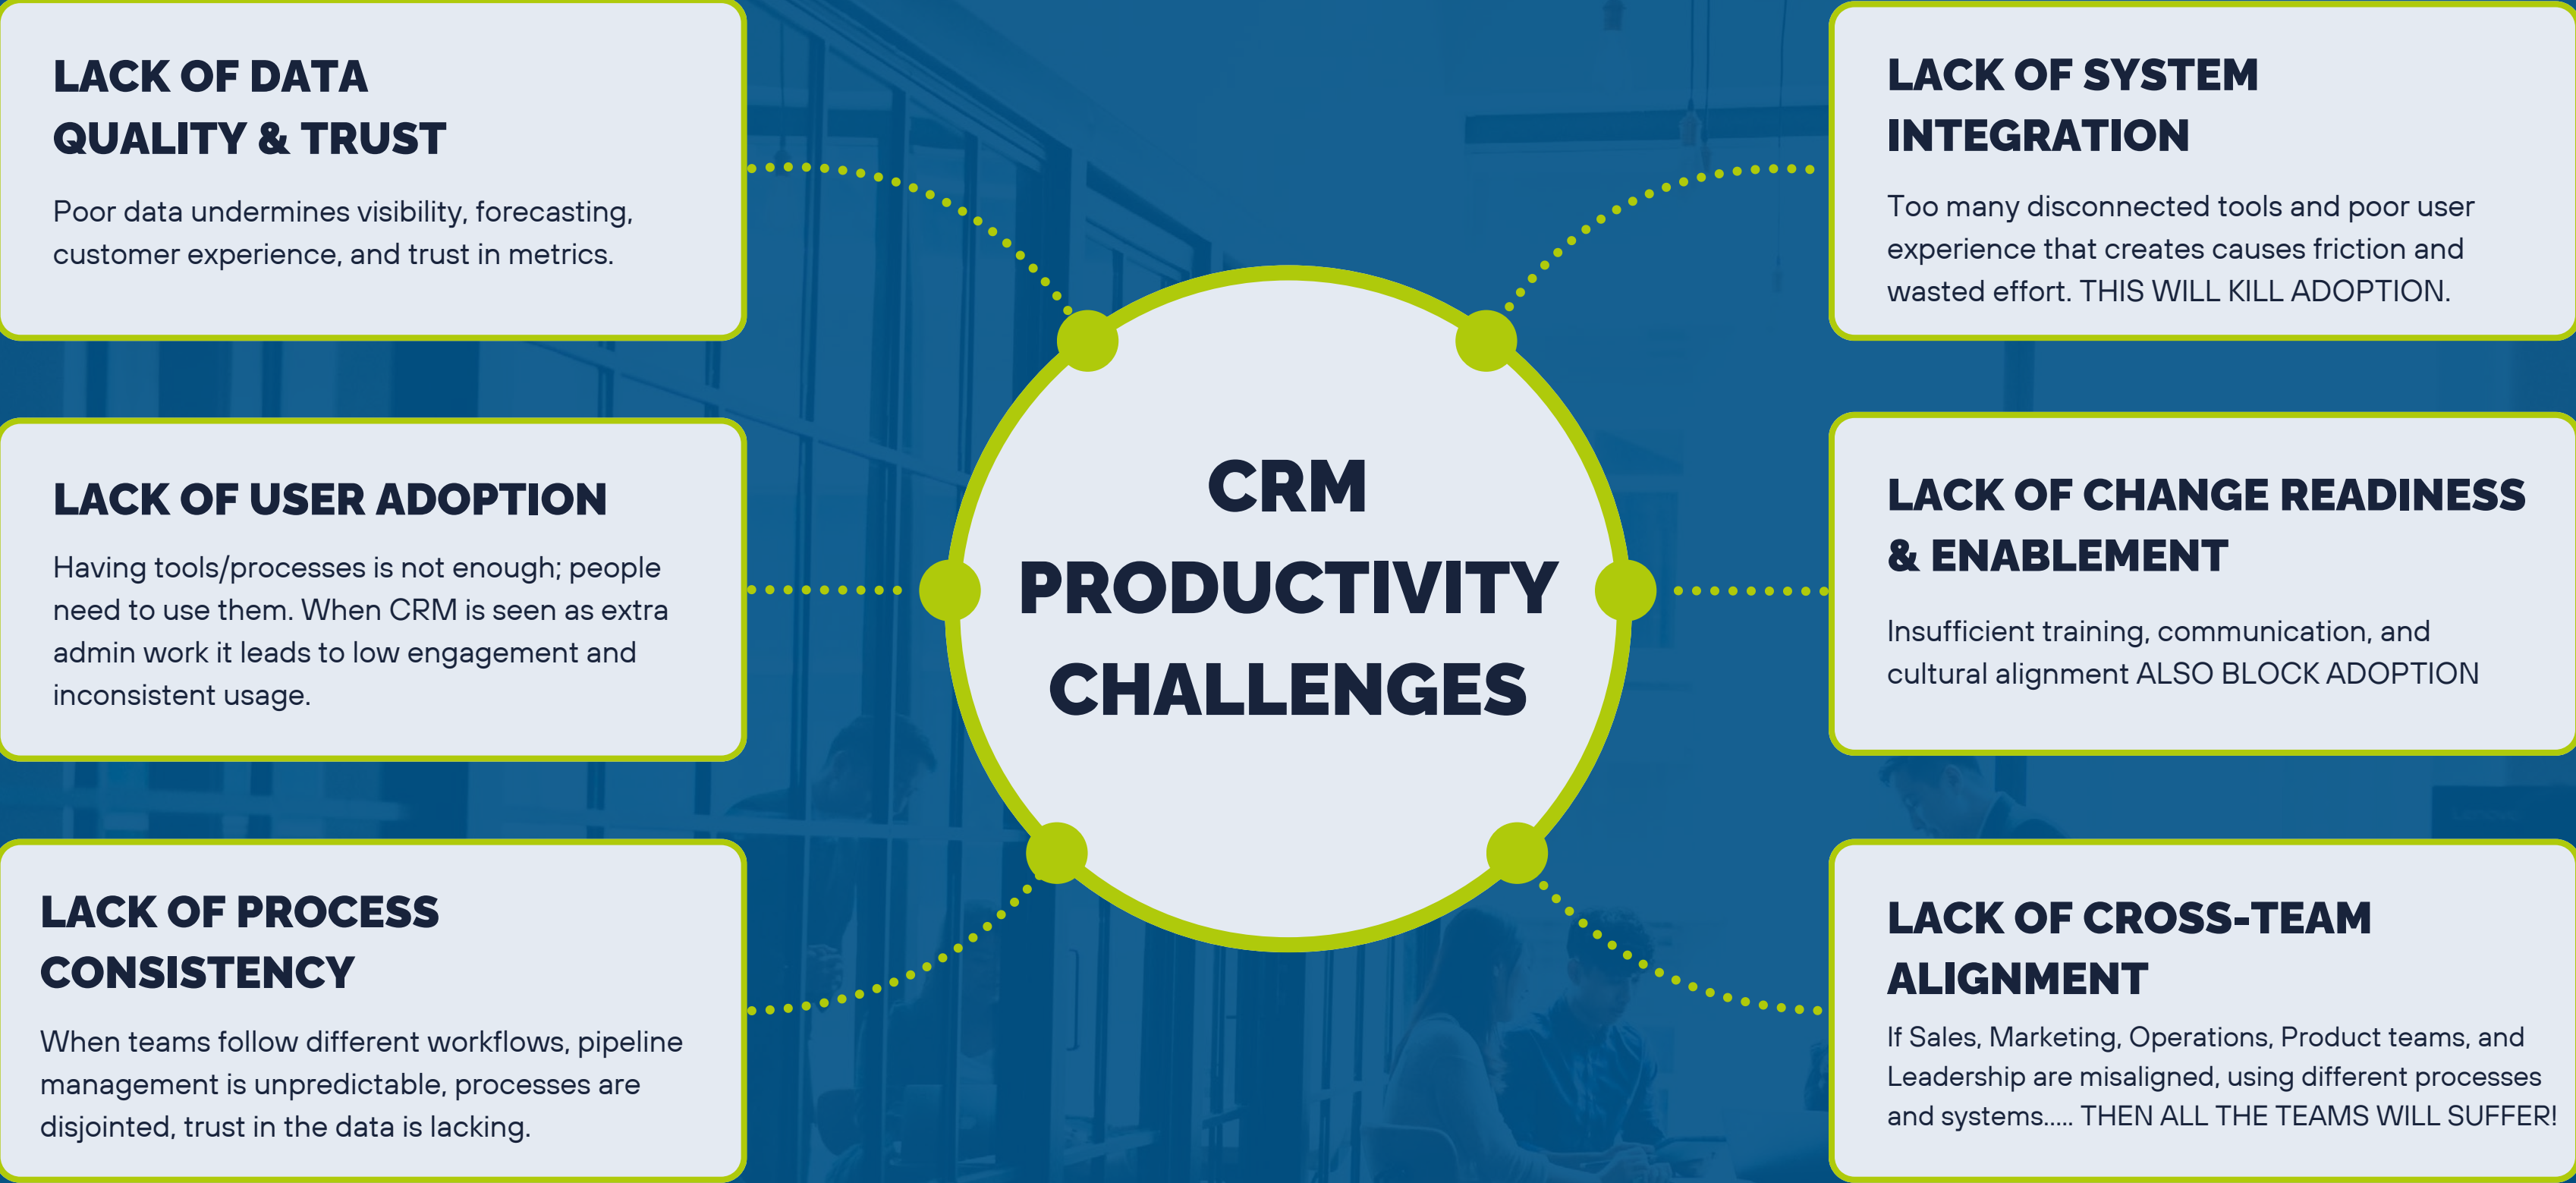 LACK OF DATA
QUALITY & TRUST
Poor data undermines visibility, forecasting,
customer experience, and trust in metrics.
LACK OF USER ADOPTION
Having tools/processes is not enough; people
need to use them. When CRM is seen as extra
admin work it leads to low engagement and
inconsistent usage.
LACK OF PROCESS
CONSISTENCY
When teams follow different workflows, pipeline
management is unpredictable, processes are
disjointed, trust in the data is lacking.
CRM
PRODUCTIVITY
CHALLENGES
LACK OF SYSTEM
INTEGRATION
Too many disconnected tools and poor user
experience that creates causes friction and
wasted effort. THIS WILL KILL ADOPTION.
LACK OF CHANGE READINESS
& ENABLEMENT
Insufficient training, communication, and
cultural alignment ALSO BLOCK ADOPTION
LACK OF CROSS-TEAM
ALIGNMENT
If Sales, Marketing, Operations, Product teams, and
Leadership are misaligned, using different processes
and systems..... THEN ALL THE TEAMS WILL SUFFER!